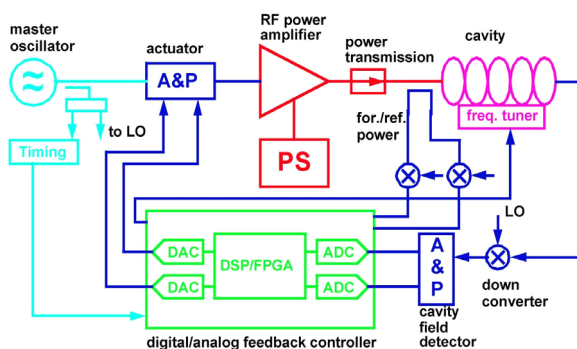 master
oscillator
actuator
RF power
amplifier
power
transmission
cavity
A&P
freq. tuner
to LO
for./ref.
power
Timing
PS
LO
DAC
DSP/FPGA
ADC
A
&
P
DAC
ADC
down
converter
cavity
field
detector
digital/analog feedback controller